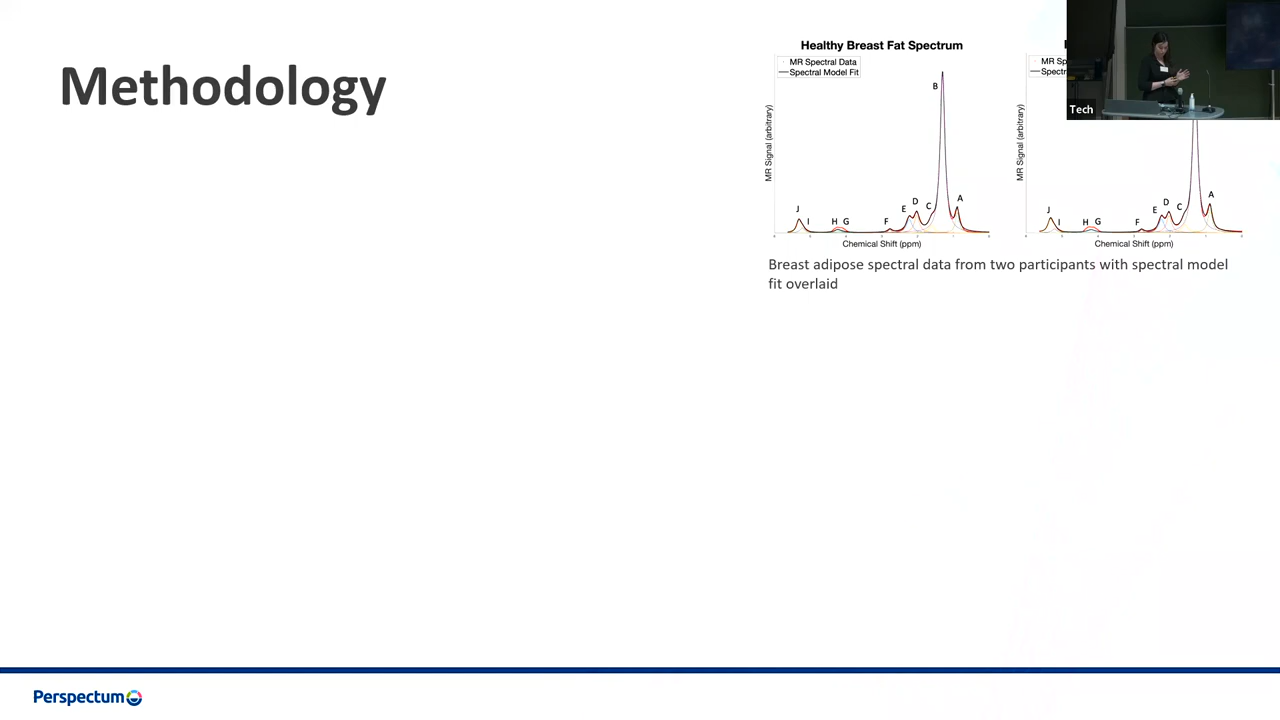 Methodology
Healthy Breast Fat Spectrum
MR Spectral Data
Spectral Model Fit
MR Signal (arbitrary)
B
J
I
H
G
F
E
D
C
A
Chemical Shift (ppm)
MR Sp
Spectr
MR Signal (arbitrary)
J
I
H
G
F
E
D
C
A
Chemical Shift (ppm)
Tech
Breast adipose spectral data from two participants with spectral model
fit overlaid
Perspectum